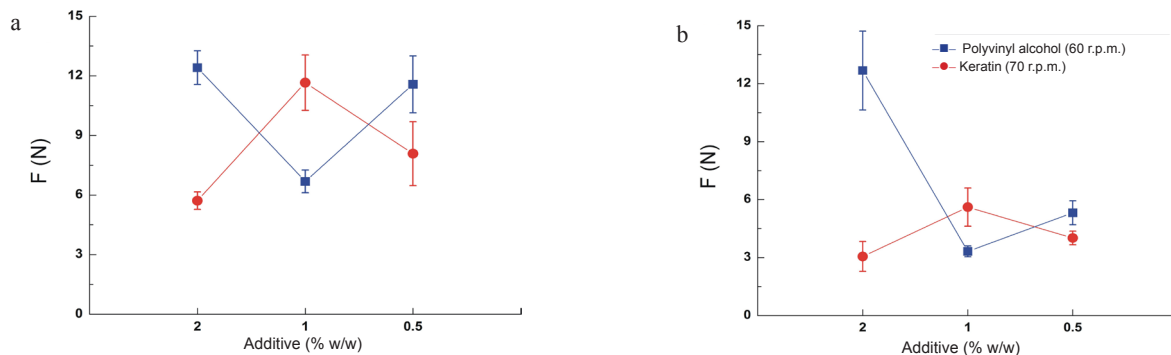 a
15
12
9
6
3
0
F (N)
2
1
0.5
Additive (% w/w)
b
15
12
9
6
3
0
F (N)
2
1
0.5
Additive (% w/w)
Polyvinyl alcohol (60 r.p.m.)
Keratin (70 r.p.m.)